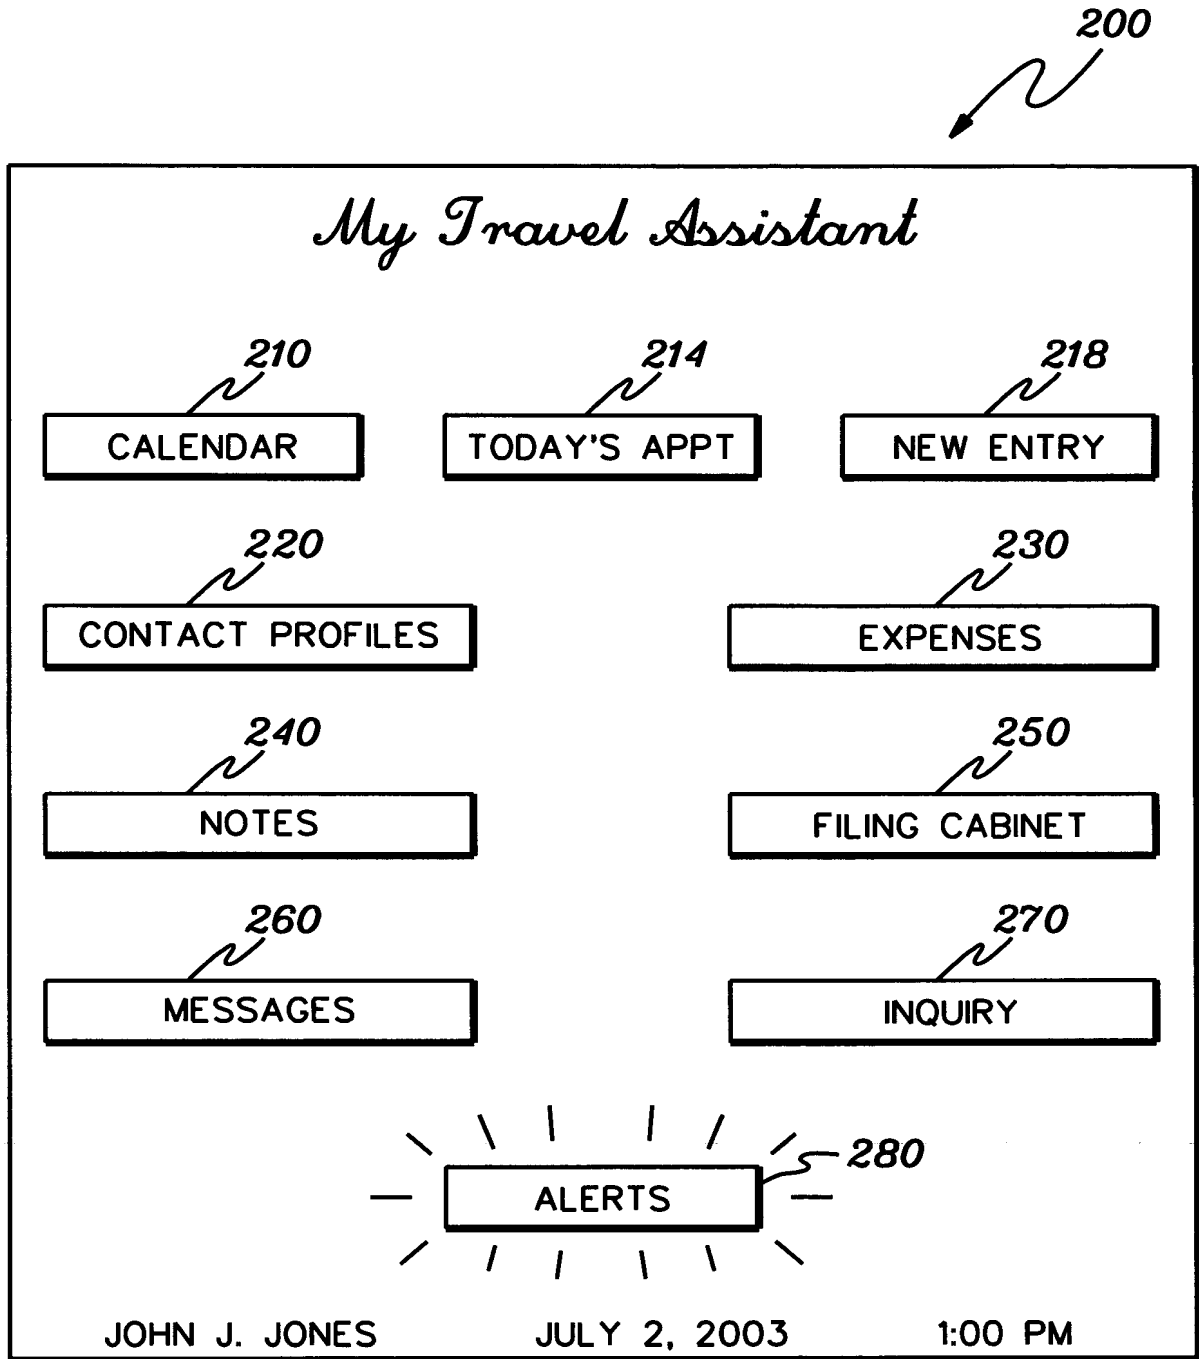 200
My Travel Assistant
210 214 218
CALENDAR TODAY'S APPT NEW ENTRY
220 230
CONTACT PROFILES EXPENSES
240 250
NOTES FILING CABINET
260 270
MESSAGES INQUIRY
280
ALERTS
JOHN J. JONES JULY 2, 2003 1:00 PM